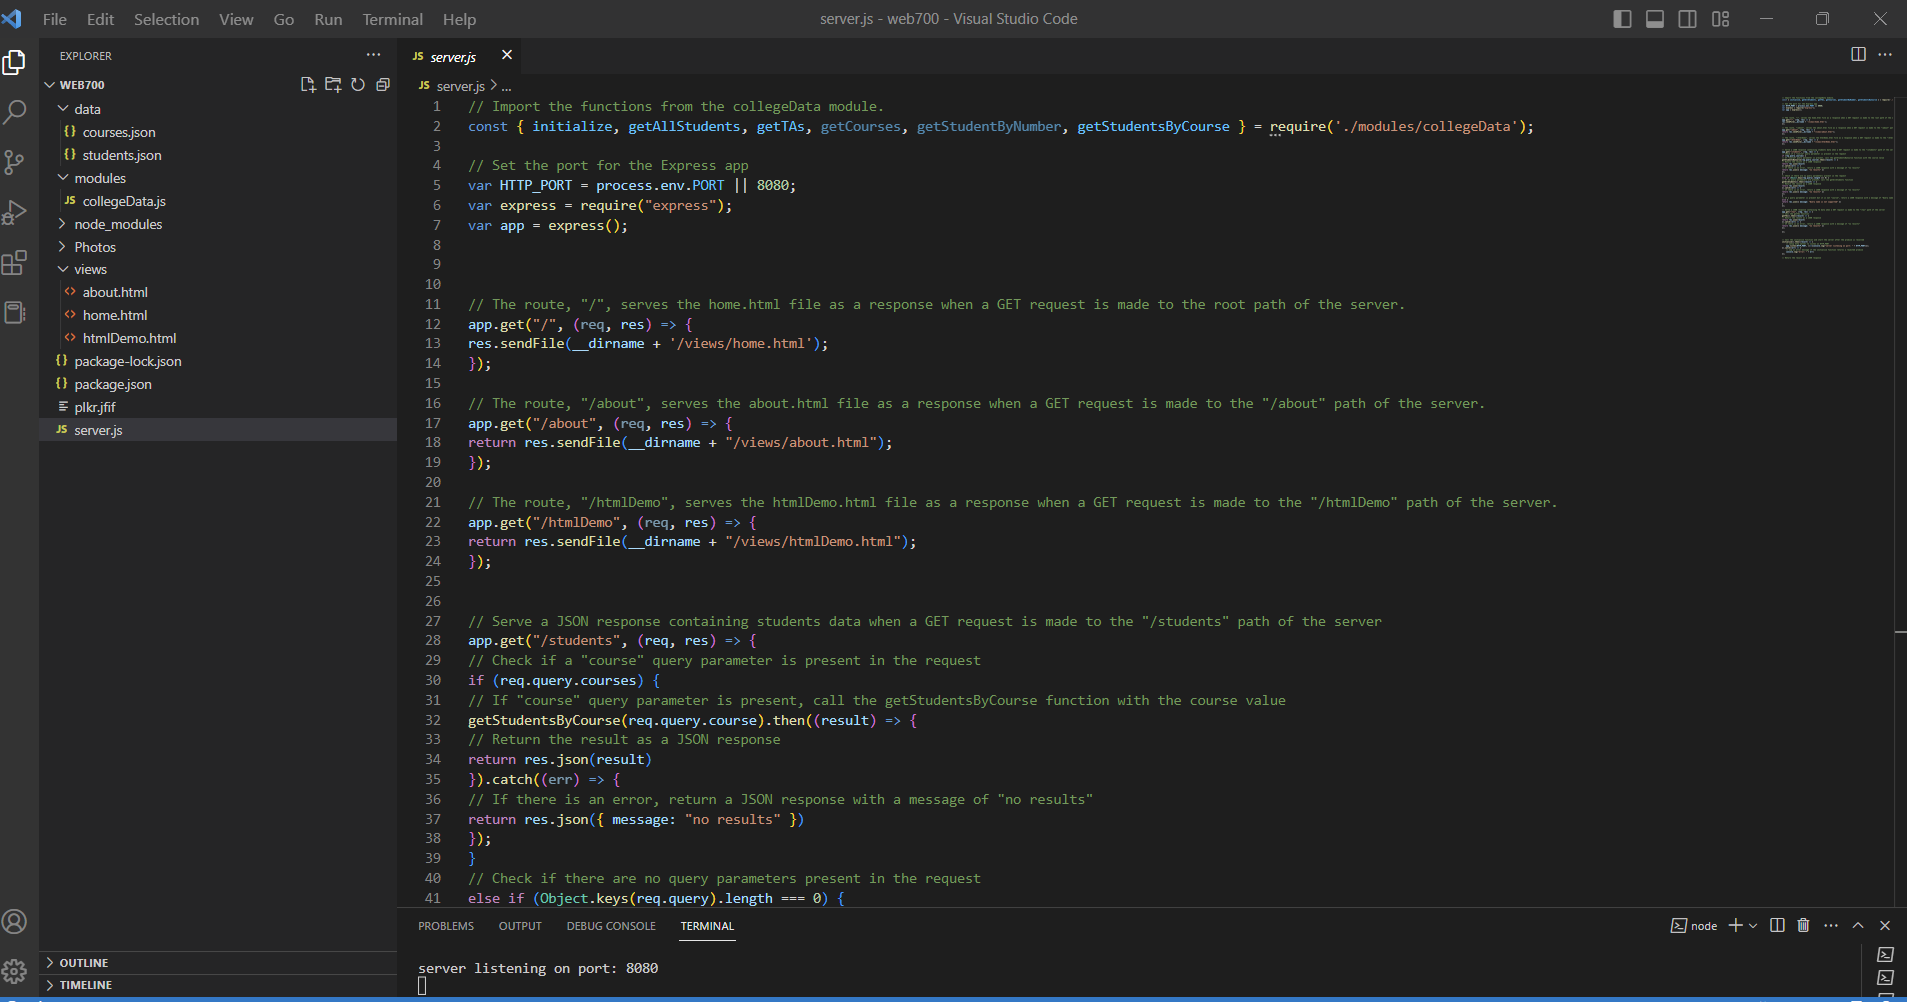 File Edit Selection View Go Run Terminal Help
server.js - web700 - Visual Studio Code
EXPLORER
WEB700
data
{} courses.json
{} students.json
modules
JS collegeData.js
node_modules
Photos
views
<> about.html
<> home.html
<> htmlDemo.html
{} package-lock.json
{} package.json
plkr.jfif
JS server.js
OUTLINE
TIMELINE
JS server.js
JS server.js > ...
1 // Import the functions from the collegeData module.
2 const { initialize, getAllStudents, getTAs, getCourses, getStudentByNumber, getStudentsByCourse } = require('./modules/collegeData');
3
4 // Set the port for the Express app
5 var HTTP_PORT = process.env.PORT || 8080;
6 var express = require("express");
7 var app = express();
8
9
10
11 // The route, "/", serves the home.html file as a response when a GET request is made to the root path of the server.
12 app.get("/", (req, res) => {
13 res.sendFile(__dirname + '/views/home.html');
14 });
15
16 // The route, "/about", serves the about.html file as a response when a GET request is made to the "/about" path of the server.
17 app.get("/about", (req, res) => {
18 return res.sendFile(__dirname + "/views/about.html");
19 });
20
21 // The route, "/htmlDemo", serves the htmlDemo.html file as a response when a GET request is made to the "/htmlDemo" path of the server.
22 app.get("/htmlDemo", (req, res) => {
23 return res.sendFile(__dirname + "/views/htmlDemo.html");
24 });
25
26
27 // Serve a JSON response containing students data when a GET request is made to the "/students" path of the server
28 app.get("/students", (req, res) => {
29 // Check if a "course" query parameter is present in the request
30 if (req.query.courses) {
31 // If "course" query parameter is present, call the getStudentsByCourse function with the course value
32 getStudentsByCourse(req.query.course).then((result) => {
33 // Return the result as a JSON response
34 return res.json(result)
35 }).catch((err) => {
36 // If there is an error, return a JSON response with a message of "no results"
37 return res.json({ message: "no results" })
38 });
39 }
40 // Check if there are no query parameters present in the request
41 else if (Object.keys(req.query).length === 0) {
PROBLEMS OUTPUT DEBUG CONSOLE TERMINAL
node
server listening on port: 8080